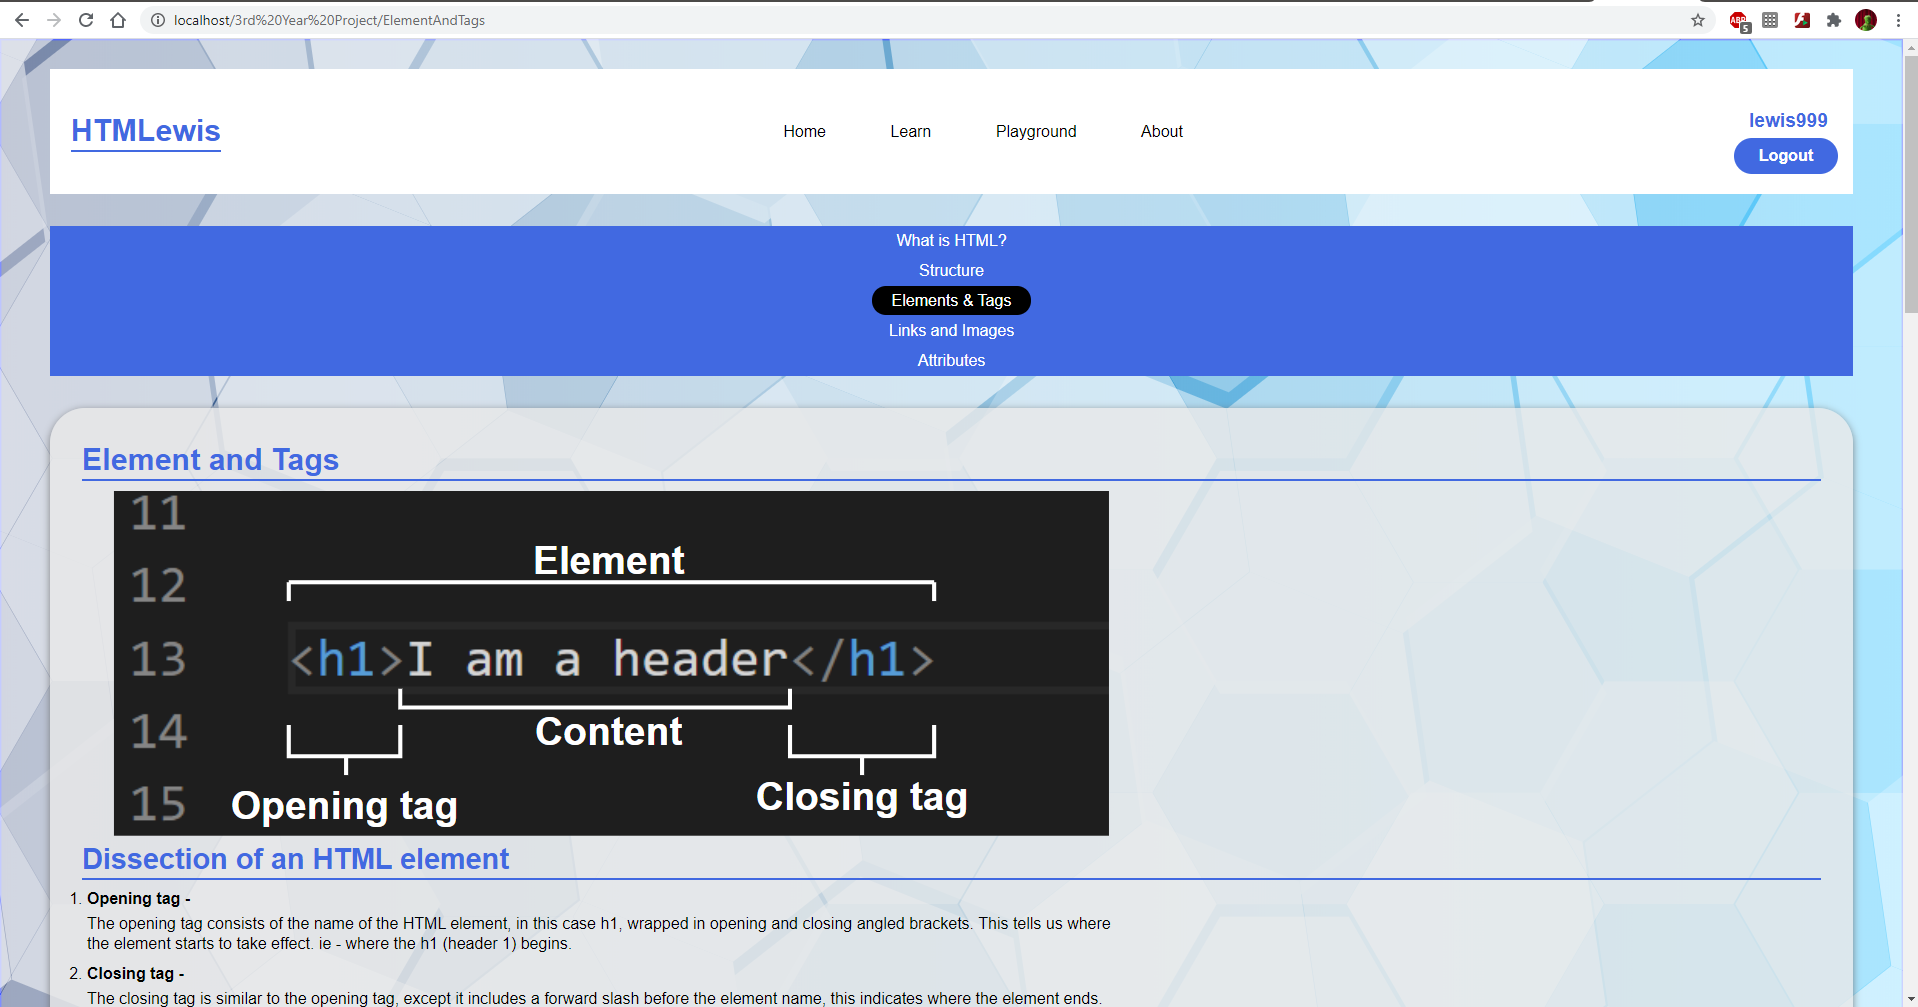 localhost/3rd%20Year%20Project/ElementAndTags
ABP
5
HTMLewis
Home
Learn
Playground
About
lewis999
Logout
What is HTML?
Structure
Elements & Tags
Links and Images
Attributes
Element and Tags
11
Element
12
13 <h1>I am a header</h1>
Content
14
15
Opening tag
Closing tag
Dissection of an HTML element
1. Opening tag -
The opening tag consists of the name of the HTML element, in this case h1, wrapped in opening and closing angled brackets. This tells us where
the element starts to take effect. ie - where the h1 (header 1) begins.
2. Closing tag -
The closing tag is similar to the opening tag, except it includes a forward slash before the element name, this indicates where the element ends.